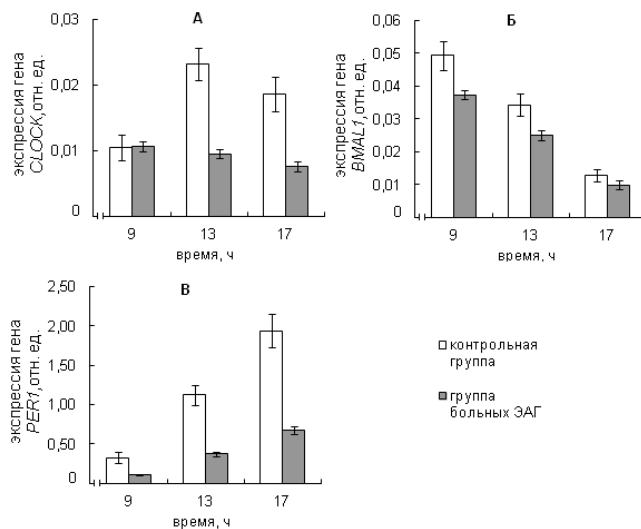 А
экспрессия гена
CLOCK, отн. ед.
0,03
0,02
0,01
0
9 13 17
время, ч
Б
экспрессия гена
BMAL1, отн. ед.
0,06
0,05
0,04
0,03
0,02
0,01
0
9 13 17
время, ч
В
экспрессия гена
PER1, отн. ед.
2,50
2,00
1,50
1,00
0,50
0
9 13 17
время, ч
контрольная
группа
группа
больных ЭАГ